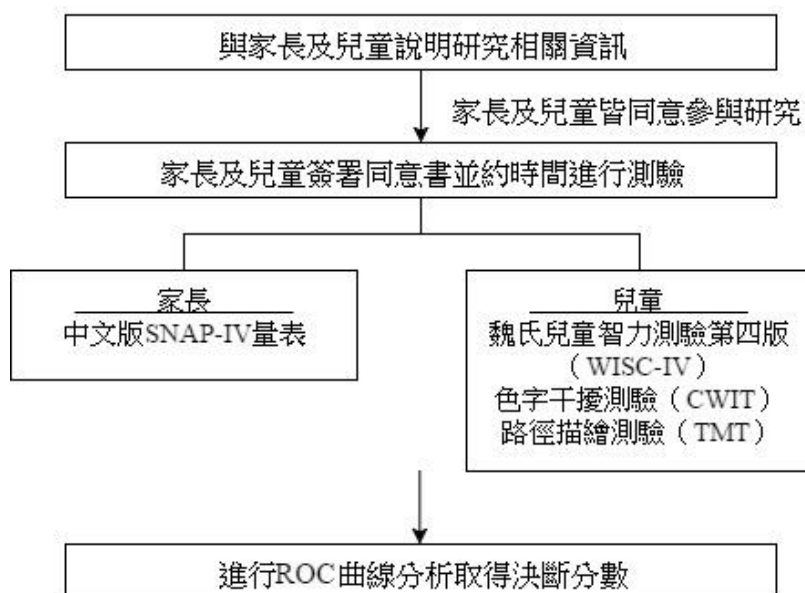 與家長及兒童說明研究相關資訊
家長及兒童皆同意參與研究
家長及兒童簽署同意書並約時間進行測驗
家長
中文版SNAP-IV量表
兒童
魏氏兒童智力測驗第四版
（WISC-IV）
色字干擾測驗（CWIT）
路徑描繪測驗（TMT）
進行ROC曲線分析取得決斷分數